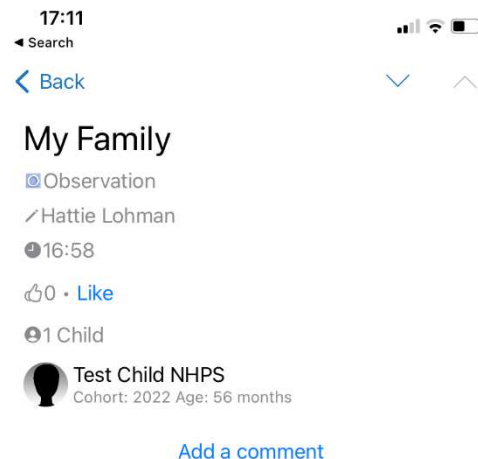 17:11
Search
Back
My Family
Observation
Hattie Lohman
16:58
0 • Like
1 Child
Test Child NHPS
Cohort: 2022 Age: 56 months
Add a comment